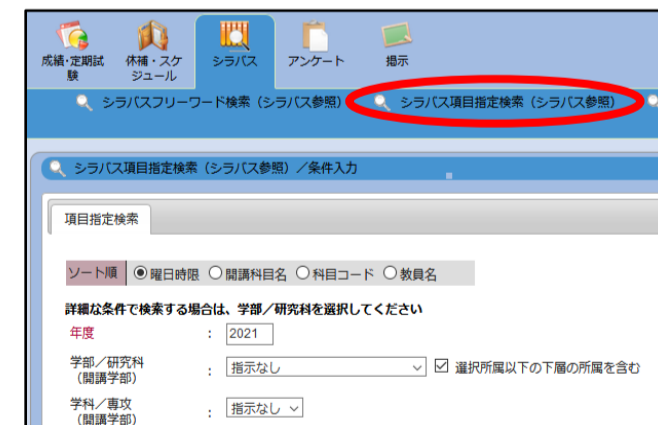 成績・定期試験
休補・スケジュール
シラバス
アンケート
掲示
シラバスフリーワード検索（シラバス参照）
シラバス項目指定検索（シラバス参照）
シラバス項目指定検索（シラバス参照）／条件入力
項目指定検索
ソート順 曜日時限 開講科目名 科目コード 教員名
詳細な条件で検索する場合は、学部／研究科を選択してください
年度 : 2021
学部／研究科
（開講学部） : 指示なし 選択所属以下の下層の所属を含む
学科／専攻
（開講学部） : 指示なし